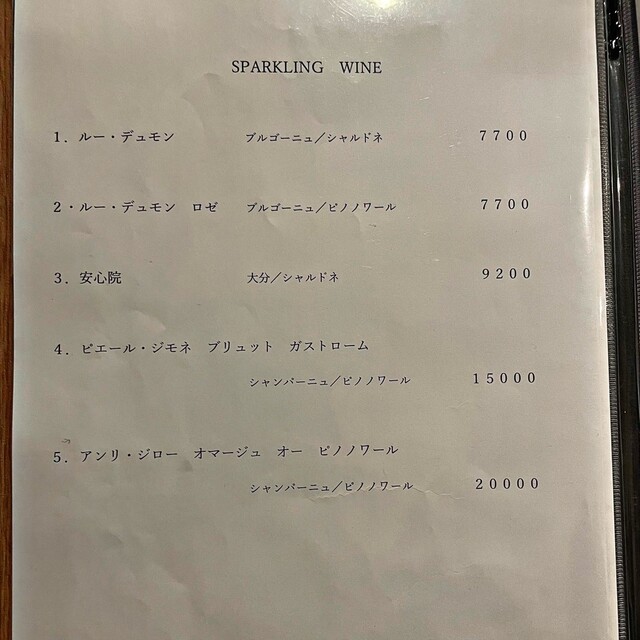 SPARKLING WINE
1．ルー・デュモン ブルゴーニュ／シャルドネ 7700
2・ルー・デュモン ロゼ ブルゴーニュ／ピノノワール 7700
3．安心院 大分／シャルドネ 9200
4．ピエール・ジモネ ブリュット ガストローム
シャンパーニュ／ピノノワール 15000
5．アンリ・ジロー オマージュ オー ピノノワール
シャンパーニュ／ピノノワール 20000